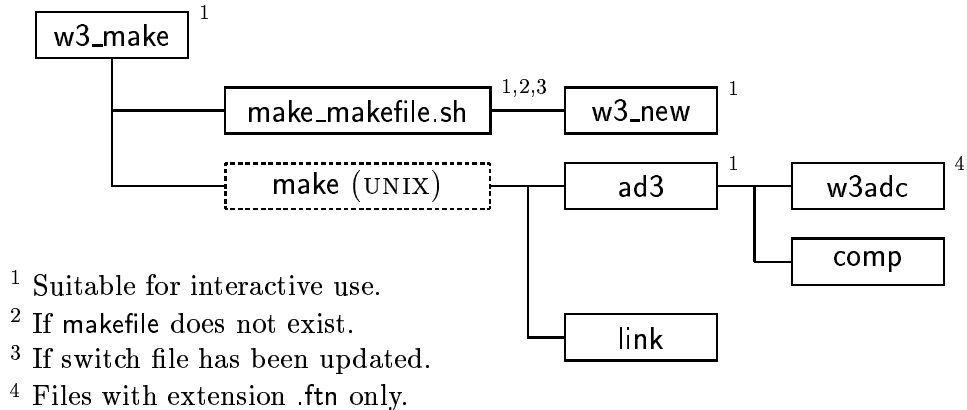 w3_make ¹
make_makefile.sh ¹,²,³ w3_new ¹
make (UNIX) ad3 ¹ w3adc ⁴
comp
link
¹ Suitable for interactive use.
² If makefile does not exist.
³ If switch file has been updated.
⁴ Files with extension .ftn only.